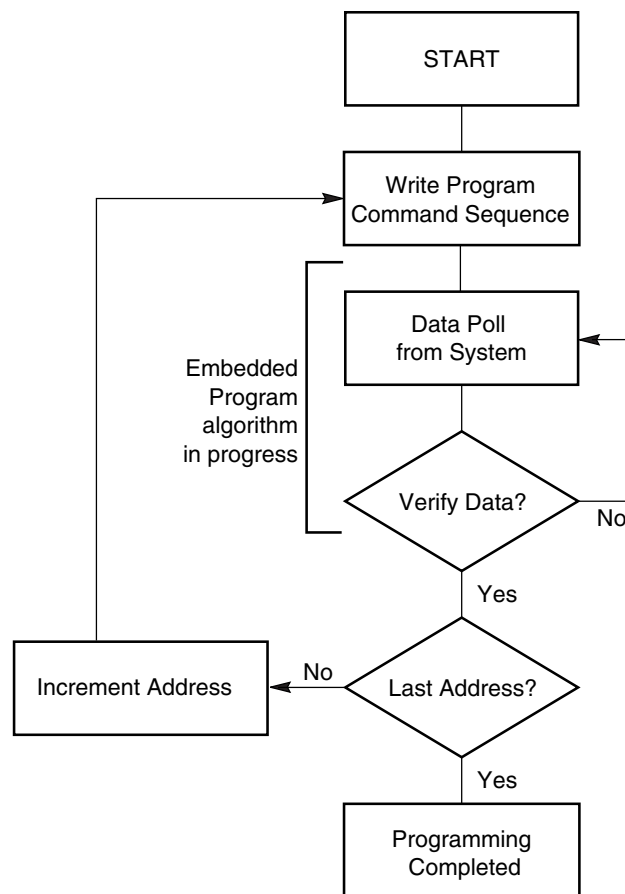 START
Write Program
Command Sequence
Data Poll
from System
Embedded
Program
algorithm
in progress
Verify Data?
No
Yes
Increment Address
No
Last Address?
Yes
Programming
Completed